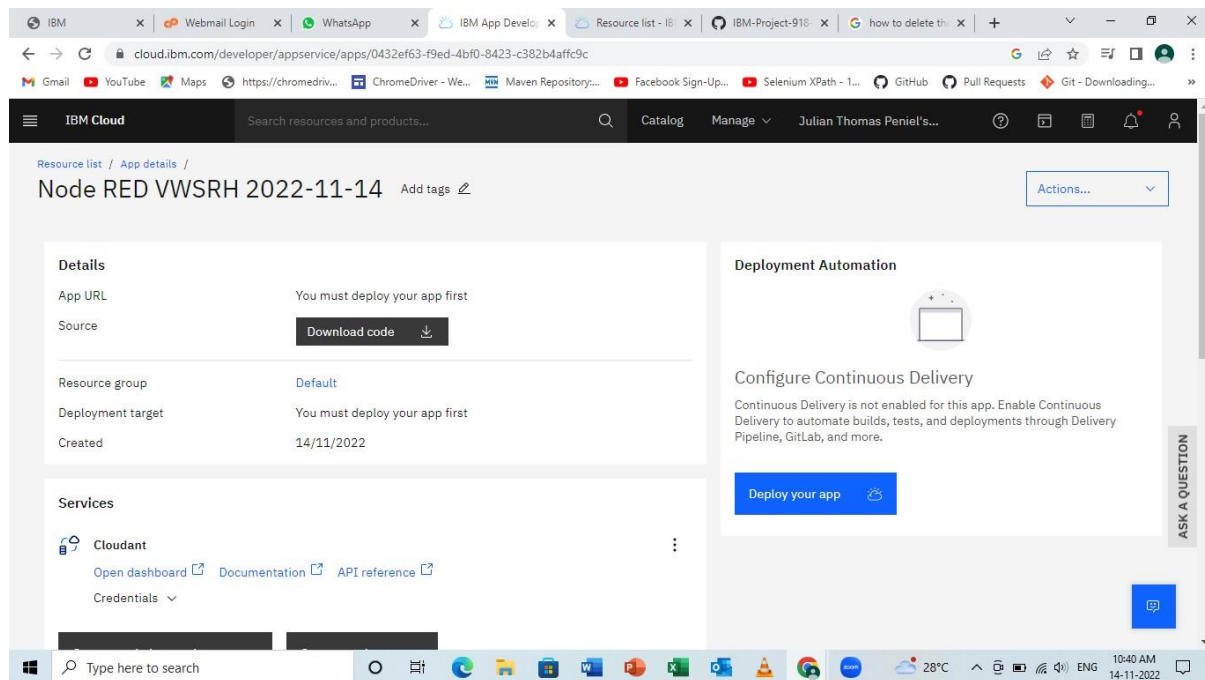 IBM
Webmail Login
WhatsApp
IBM App Develo
Resource list - IB
IBM-Project-918
how to delete th
cloud.ibm.com/developer/appservice/apps/0432ef63-f9ed-4bf0-8423-c382b4affc9c
Gmail YouTube Maps https://chromedriv... ChromeDriver - We... Maven Repository:... Facebook Sign-Up... Selenium XPath - 1... GitHub Pull Requests Git - Downloading... »
IBM Cloud Search resources and products... Catalog Manage Julian Thomas Peniel's...
Resource list / App details /
Node RED VWSRH 2022-11-14 Add tags
Actions...
Details
App URL You must deploy your app first
Source Download code
Resource group Default
Deployment target You must deploy your app first
Created 14/11/2022
Services
Cloudant
Open dashboard Documentation API reference
Credentials
Deployment Automation
Configure Continuous Delivery
Continuous Delivery is not enabled for this app. Enable Continuous
Delivery to automate builds, tests, and deployments through Delivery
Pipeline, GitLab, and more.
Deploy your app
ASK A QUESTION
Type here to search
28°C
ENG
10:40 AM
14-11-2022